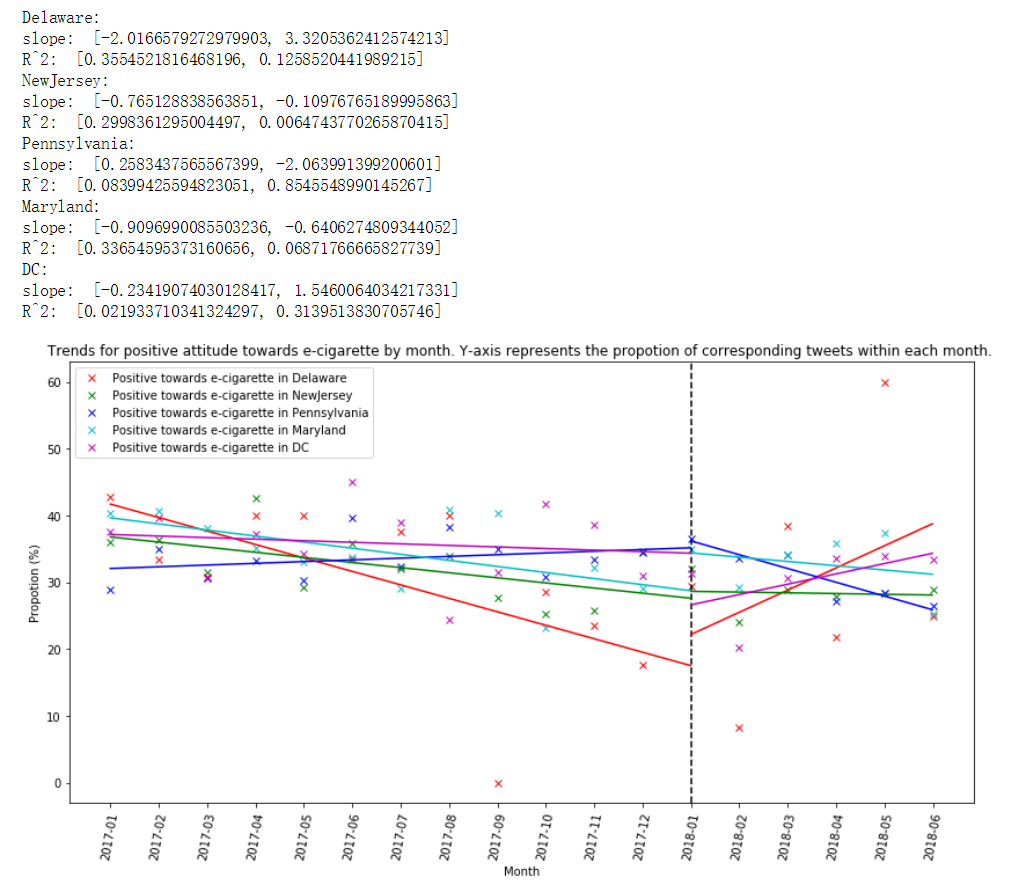 Delaware:
slope:  [-2.0166579272979903, 3.3205362412574213]
R^2:  [0.3554521816468196, 0.1258520441989215]
NewJersey:
slope:  [-0.765128838563851, -0.10976765189995863]
R^2:  [0.2998361295004497, 0.0064743770265870415]
Pennsylvania:
slope:  [0.2583437565567399, -2.063991399200601]
R^2:  [0.08399425594823051, 0.8545548990145267]
Maryland:
slope:  [-0.9096990085503236, -0.6406274809344052]
R^2:  [0.33654595373160656, 0.06871766665827739]
DC:
slope:  [-0.23419074030128417, 1.5460064034217331]
R^2:  [0.021933710341324297, 0.3139513830705746]
Trends for positive attitude towards e-cigarette by month. Y-axis represents the propotion of corresponding tweets within each month.
Positive towards e-cigarette in Delaware
Positive towards e-cigarette in NewJersey
Positive towards e-cigarette in Pennsylvania
Positive towards e-cigarette in Maryland
Positive towards e-cigarette in DC
Propotion (%)
60
50
40
30
20
10
0
2017-01
2017-02
2017-03
2017-04
2017-05
2017-06
2017-07
2017-08
2017-09
2017-10
2017-11
2017-12
2018-01
2018-02
2018-03
2018-04
2018-05
2018-06
Month